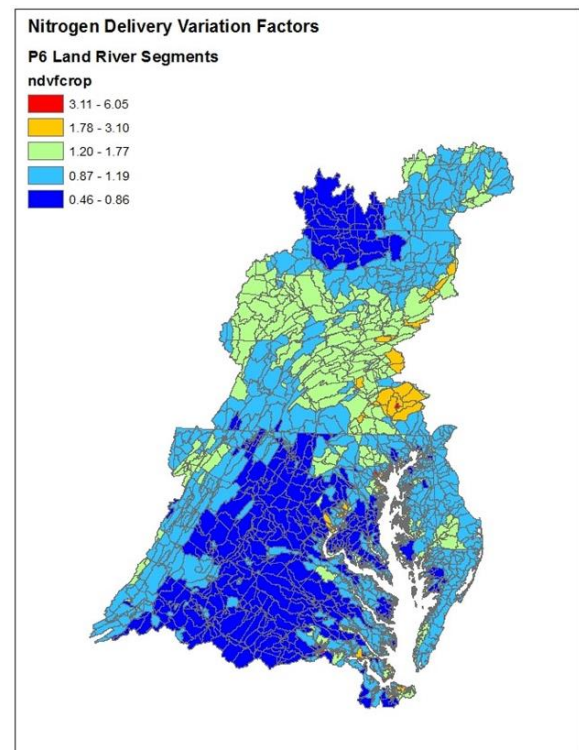 Nitrogen Delivery Variation Factors
P6 Land River Segments
ndvfcrop
3.11 - 6.05
1.78 - 3.10
1.20 - 1.77
0.87 - 1.19
0.46 - 0.86